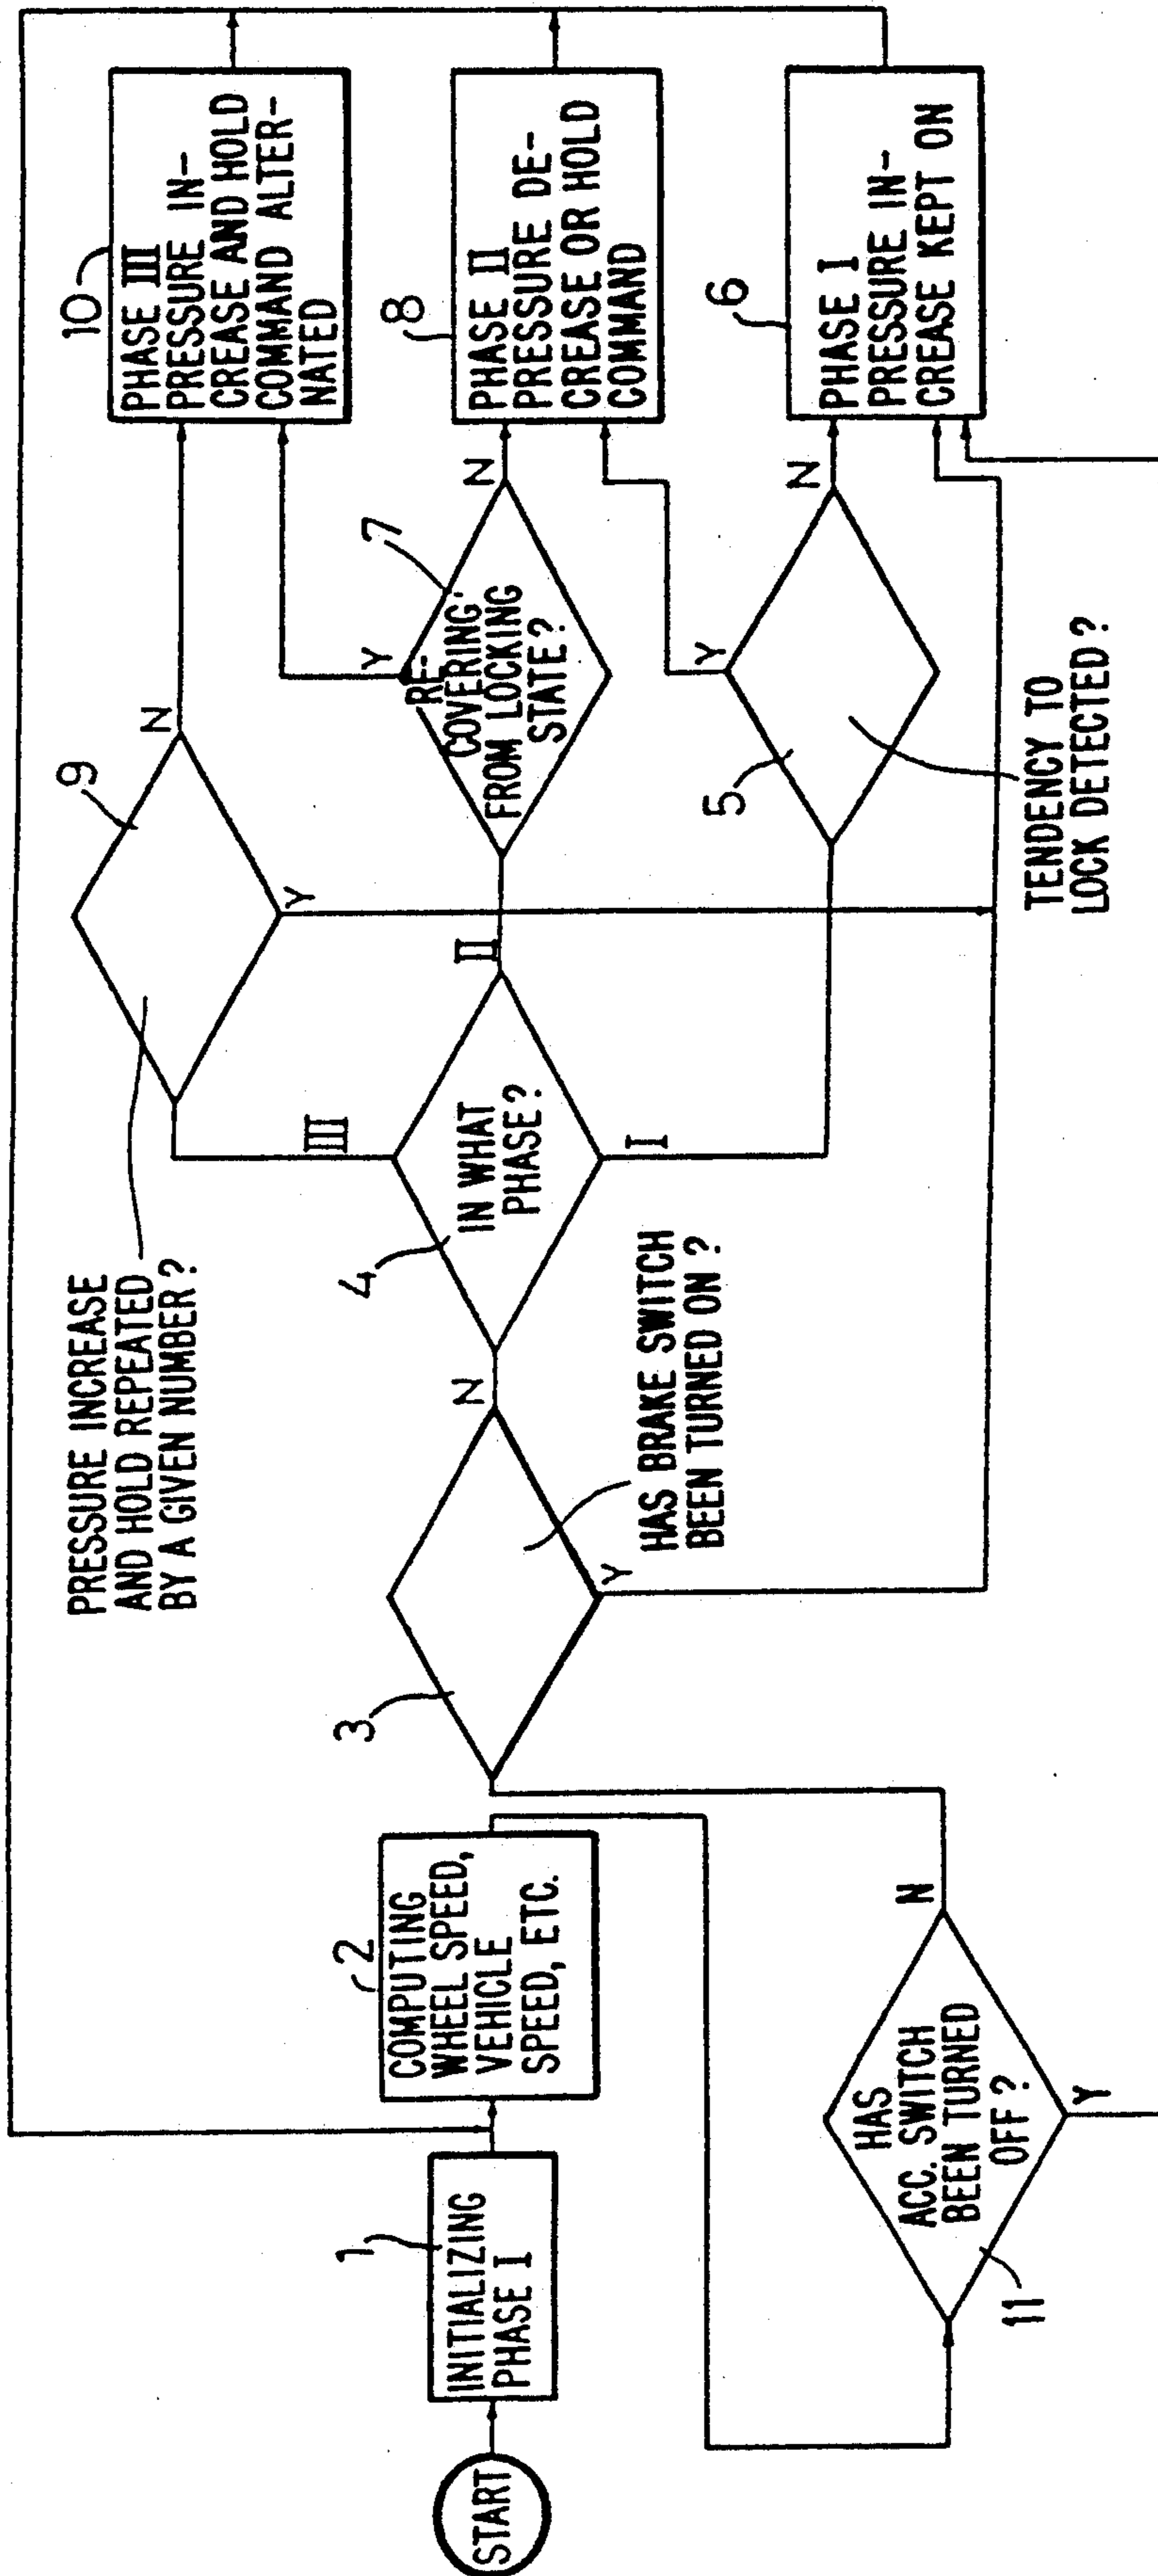 START
1
INITIALIZING
PHASE I
2
COMPUTING
WHEEL SPEED,
VEHICLE
SPEED, ETC.
11
HAS
ACC. SWITCH
BEEN TURNED
OFF?
Y
N
3
HAS BRAKE SWITCH
BEEN TURNED ON?
Y
N
4
IN WHAT
PHASE?
III
II
I
PRESSURE INCREASE
AND HOLD REPEATED
BY A GIVEN NUMBER?
9
Y
N
7
RE-
COVERING
FROM LOCKING
STATE?
Y
N
5
TENDENCY TO
LOCK DETECTED?
Y
N
10
PHASE III
PRESSURE IN-
CREASE AND HOLD
COMMAND ALTER-
NATED
8
PHASE II
PRESSURE DE-
CREASE OR HOLD
COMMAND
6
PHASE I
PRESSURE IN-
CREASE KEPT ON